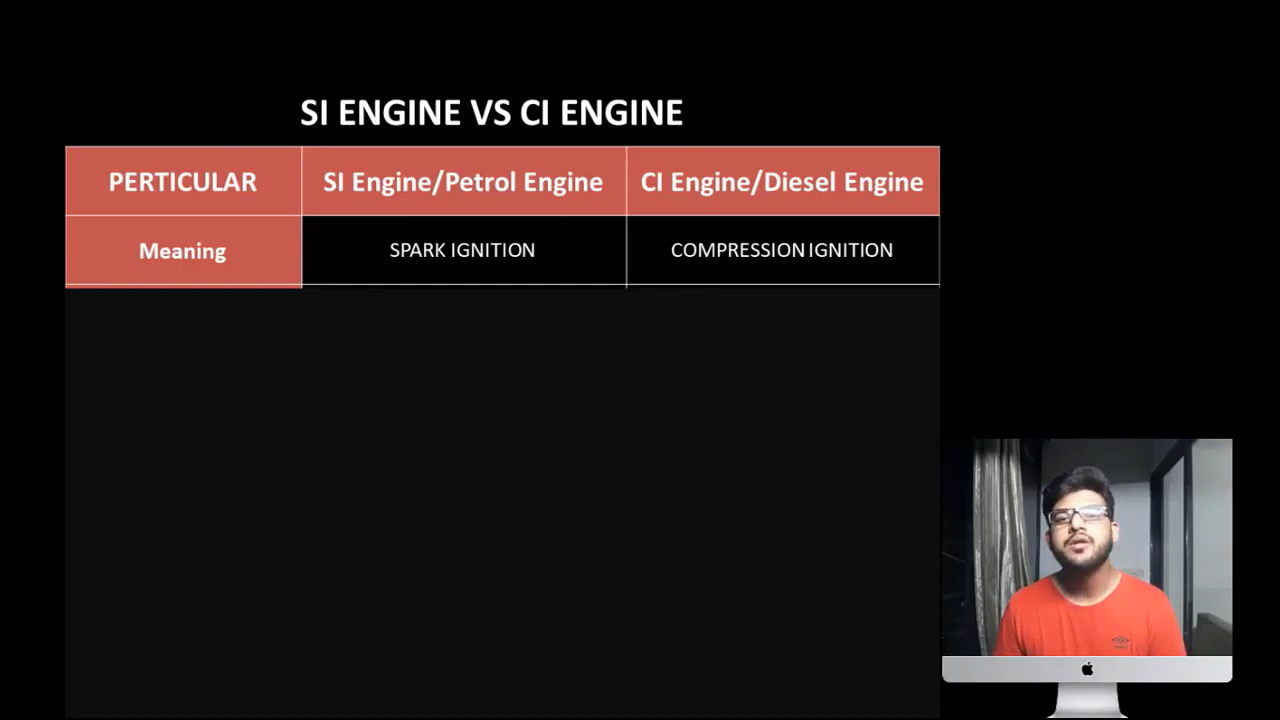 SI ENGINE VS CI ENGINE
PERTICULAR SI Engine/Petrol Engine CI Engine/Diesel Engine
Meaning SPARK IGNITION COMPRESSION IGNITION